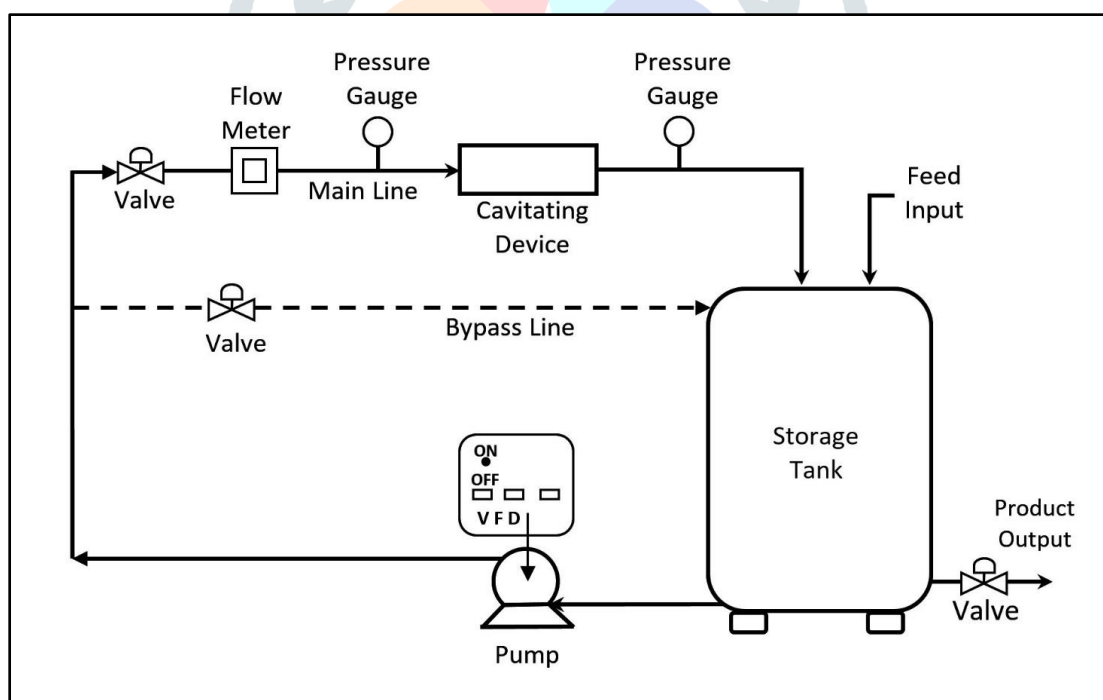 Pressure
Gauge
Pressure
Gauge
Flow
Meter
Valve
Main Line
Cavitating
Device
Feed
Input
Valve
Bypass Line
Storage
Tank
ON
OFF
V F D
Product
Output
Valve
Pump